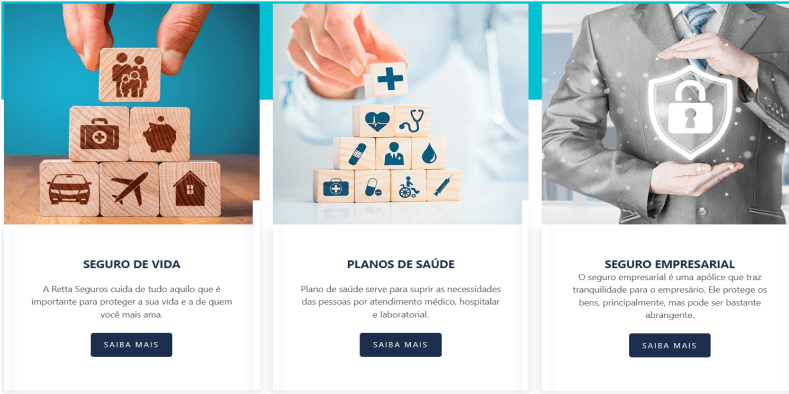 SEGURO DE VIDA
A Retta Seguros cuida de tudo aquilo que é
importante para proteger a sua vida e a de quem
você mais ama.
SAIBA MAIS
PLANOS DE SAÚDE
Plano de saúde serve para suprir as necessidades
das pessoas por atendimento médico, hospitalar
e laboratorial.
SAIBA MAIS
SEGURO EMPRESARIAL
O seguro empresarial é uma apólice que traz
tranquilidade para o empresário. Ele protege os
bens, principalmente, mas pode ser bastante
abrangente.
SAIBA MAIS